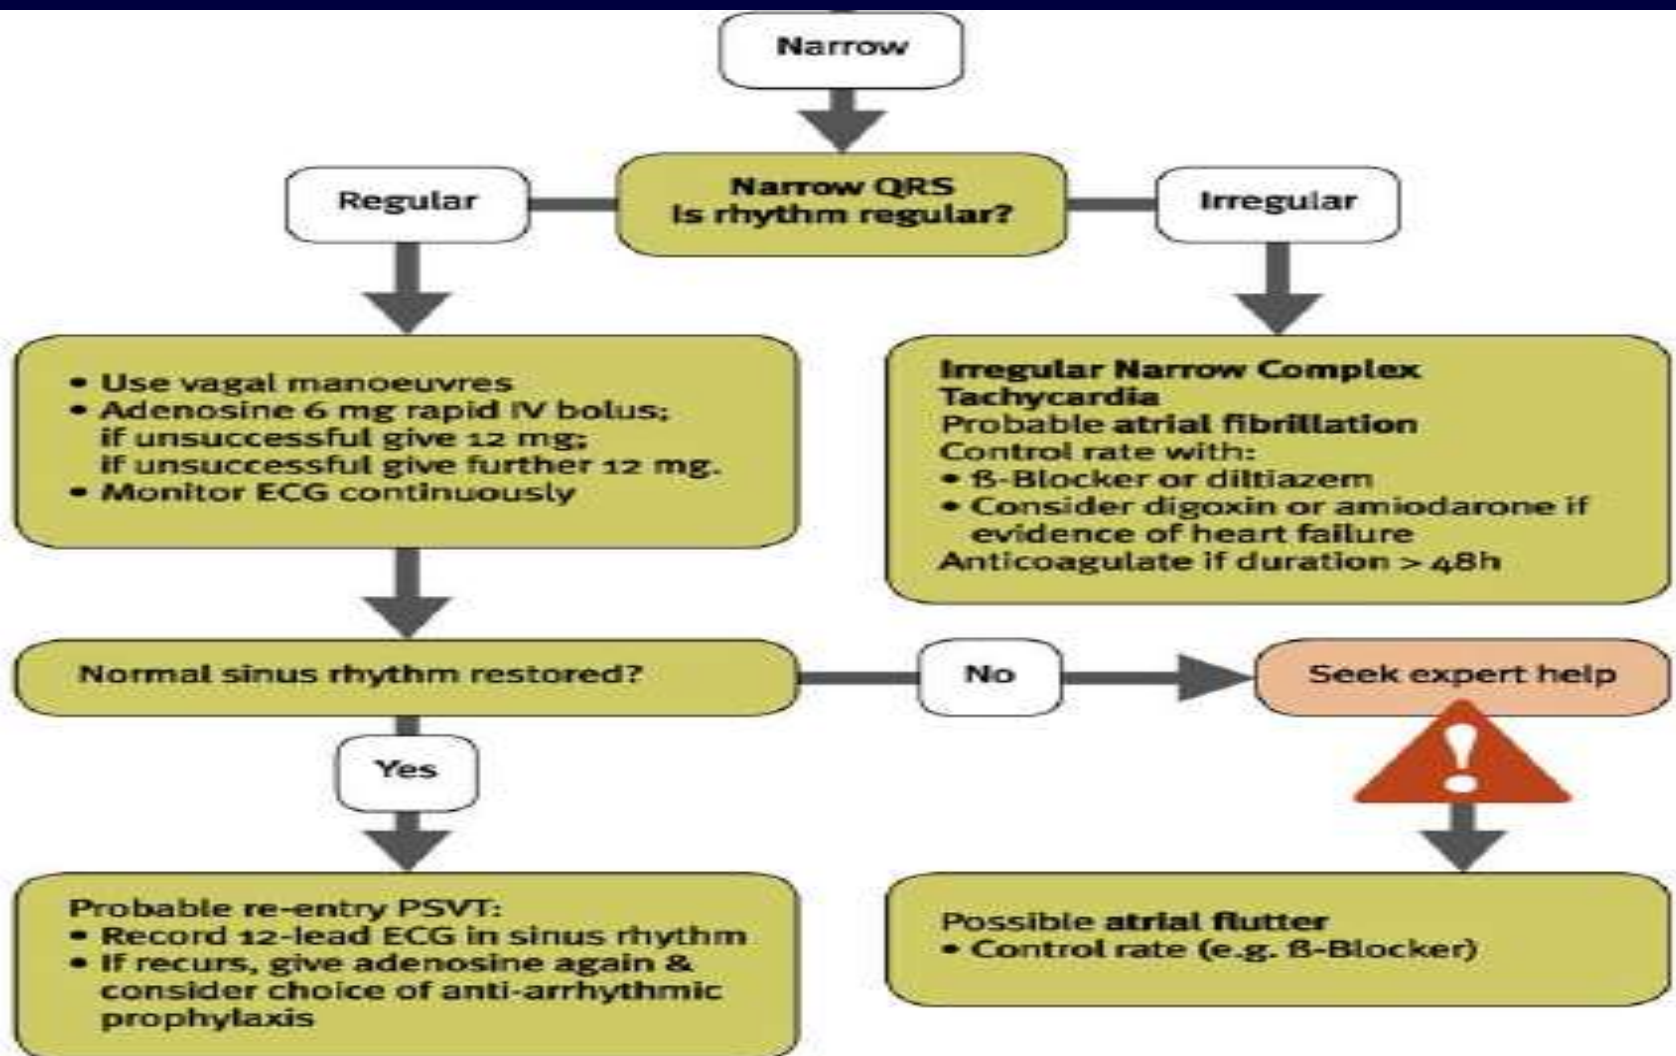 Narrow
Narrow QRS
Is rhythm regular?
Regular
Irregular
• Use vagal manoeuvres
• Adenosine 6 mg rapid IV bolus;
if unsuccessful give 12 mg;
if unsuccessful give further 12 mg.
• Monitor ECG continuously
Irregular Narrow Complex
Tachycardia
Probable atrial fibrillation
Control rate with:
• ß-Blocker or diltiazem
• Consider digoxin or amiodarone if
evidence of heart failure
Anticoagulate if duration > 48h
Normal sinus rhythm restored?
No
Seek expert help
!
Yes
Probable re-entry PSVT:
• Record 12-lead ECG in sinus rhythm
• If recurs, give adenosine again &
consider choice of anti-arrhythmic
prophylaxis
Possible atrial flutter
• Control rate (e.g. ß-Blocker)